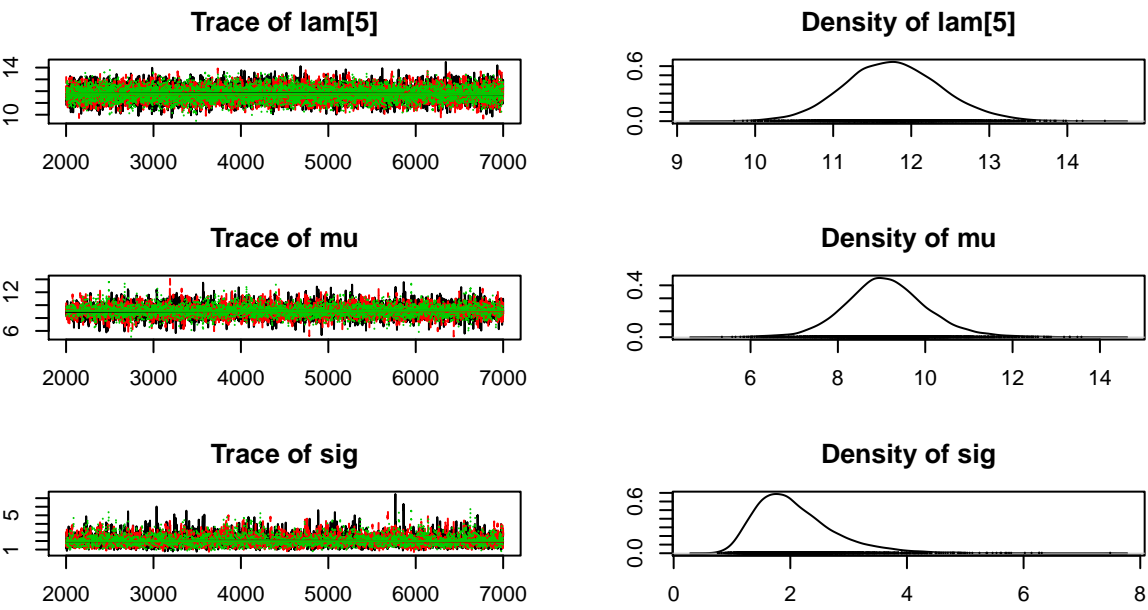 Trace of lam[5]
Density of lam[5]
10 14
0.0 0.6
2000 3000 4000 5000 6000 7000
9 10 11 12 13 14
Trace of mu
Density of mu
6 12
0.0 0.4
2000 3000 4000 5000 6000 7000
6 8 10 12 14
Trace of sig
Density of sig
1 5
0.0 0.6
2000 3000 4000 5000 6000 7000
0 2 4 6 8